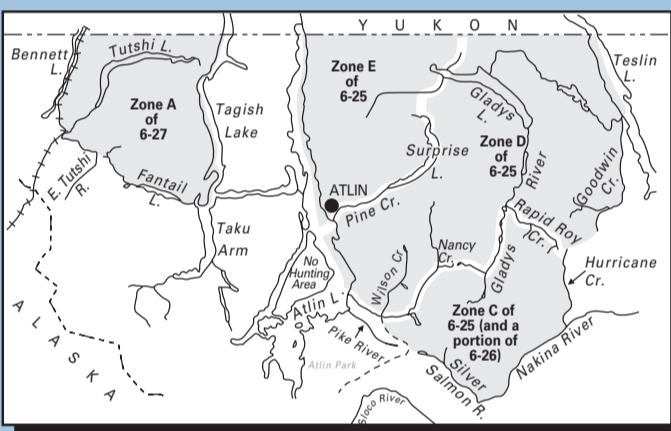 YUKON
Bennett
L.
Tutshi L.
Zone A
of
6-27
Tagish
Lake
E. Tutshi
R.
Fantail
L.
Taku
Arm
ALASKA
Zone E
of
6-25
Gladys
L.
Teslin
L.
Surprise
L.
Zone D
of
6-25
River
Goodwin
Cr.
ATLIN
Pine Cr.
Rapid Roy
Cr.
No
Hunting
Area
Atlin L.
Wilson Cr.
Nancy
Cr.
Gladys
Hurricane
Cr.
Zone C of
6-25 (and a
portion of
6-26)
Pike River
Atlin Park
Silver
Salmon R.
Nakina River
Sloco River